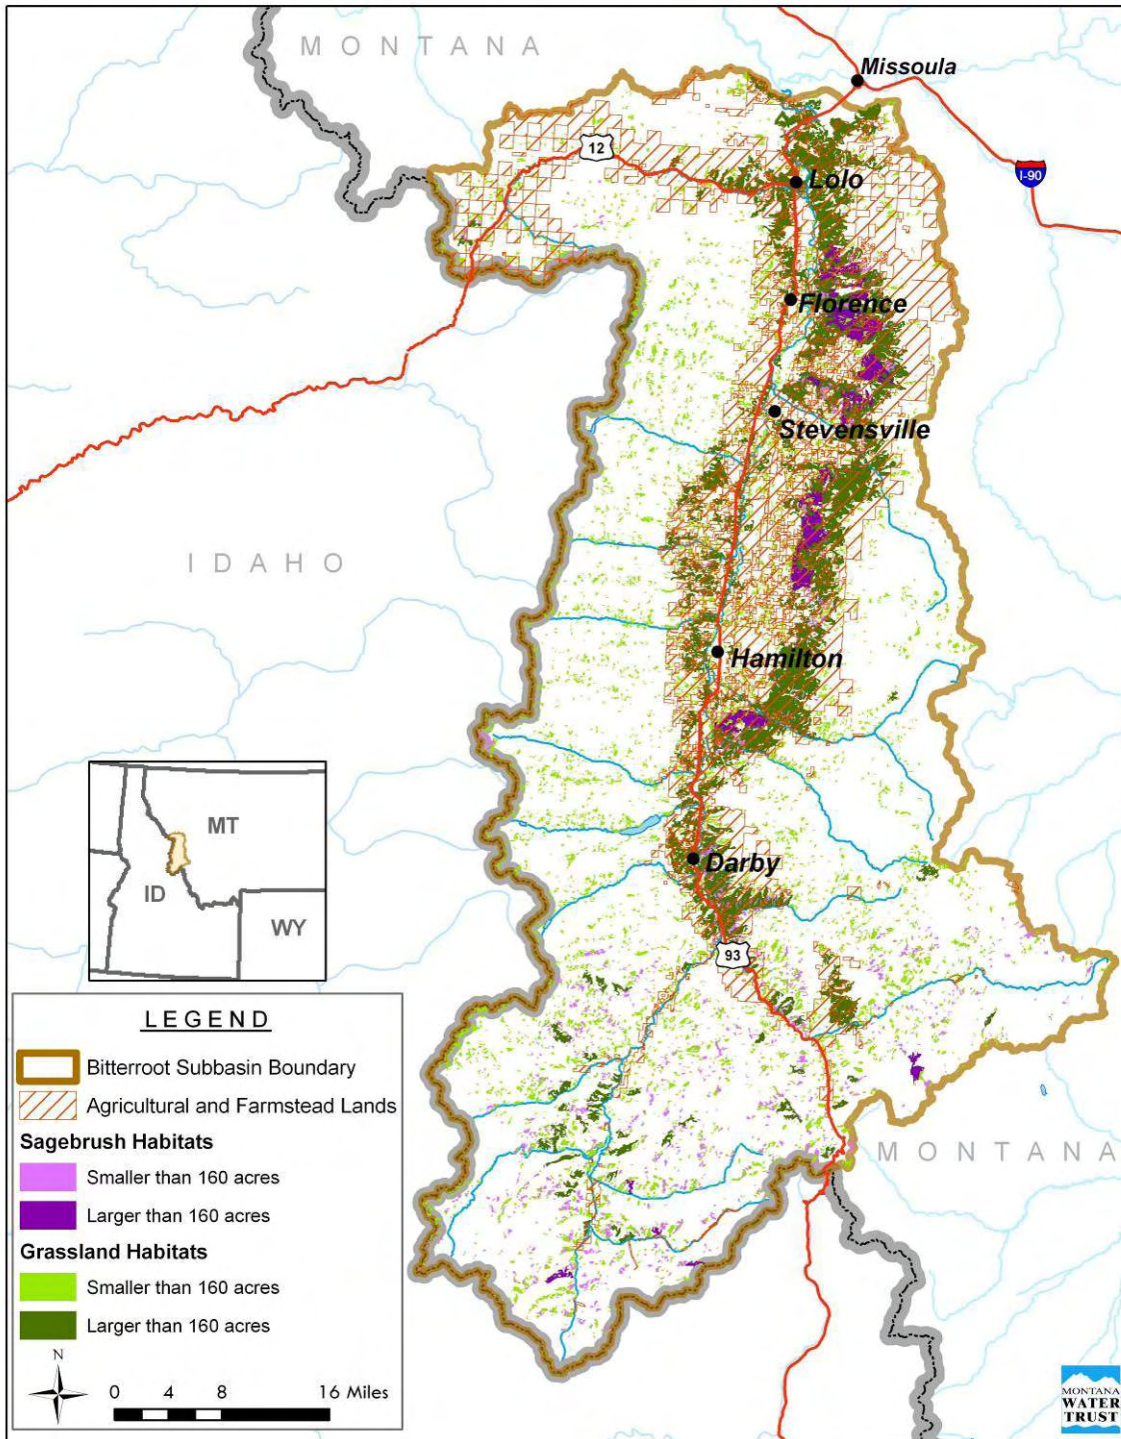 MONTANA
Missoula
12
I-90
Lolo
Florence
Stevensville
IDAHO
Hamilton
MT
ID
WY
Darby
93
MONTANA
LEGEND
Bitterroot Subbasin Boundary
Agricultural and Farmstead Lands
Sagebrush Habitats
Smaller than 160 acres
Larger than 160 acres
Grassland Habitats
Smaller than 160 acres
Larger than 160 acres
N
0 4 8 16 Miles
MONTANA
WATER
TRUST